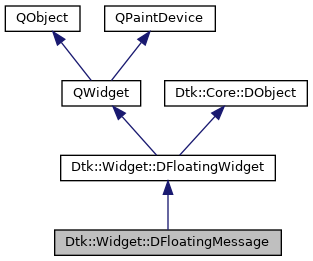 QObject
QPaintDevice
QWidget
Dtk::Core::DObject
Dtk::Widget::DFloatingWidget
Dtk::Widget::DFloatingMessage